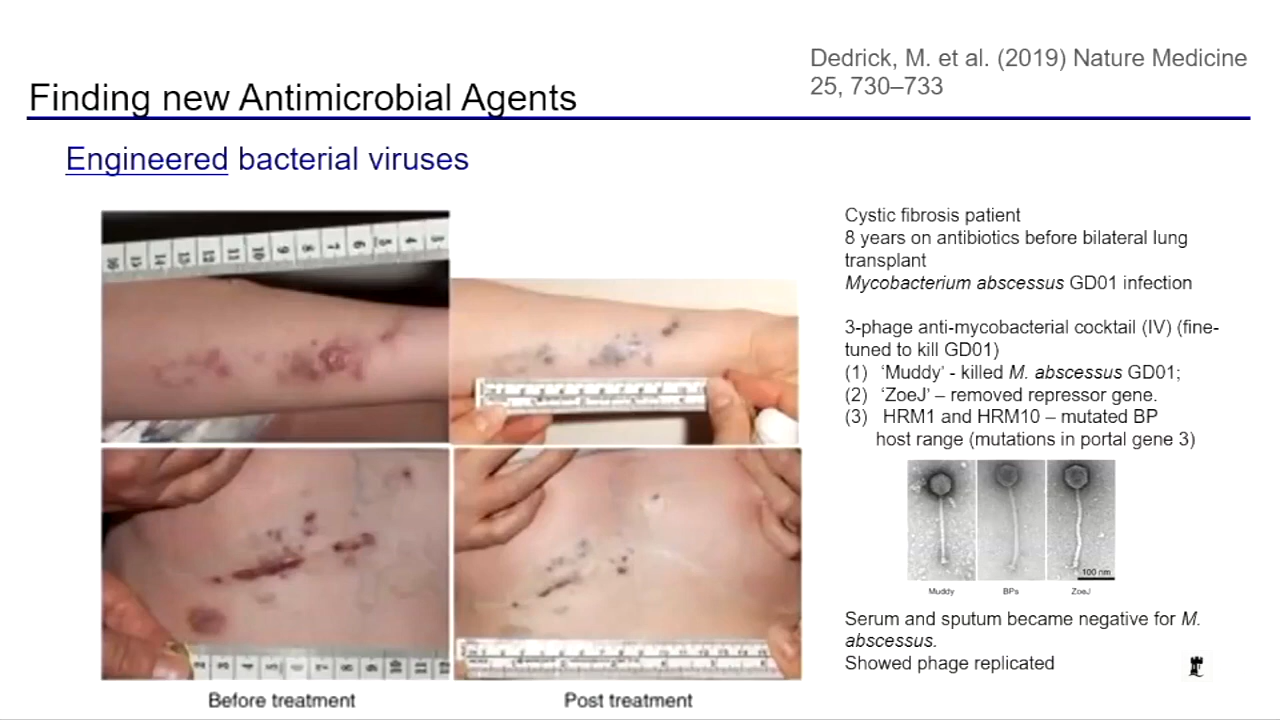 Dedrick, M. et al. (2019) Nature Medicine
25, 730–733
Finding new Antimicrobial Agents
Engineered bacterial viruses
Cystic fibrosis patient
8 years on antibiotics before bilateral lung
transplant
Mycobacterium abscessus GD01 infection
3-phage anti-mycobacterial cocktail (IV) (fine-
tuned to kill GD01)
(1) 'Muddy' - killed M. abscessus GD01;
(2) 'ZoeJ' – removed repressor gene.
(3) HRM1 and HRM10 – mutated BP
host range (mutations in portal gene 3)
100 nm
Muddy BPs ZoeJ
Serum and sputum became negative for M.
abscessus.
Showed phage replicated
Before treatment Post treatment